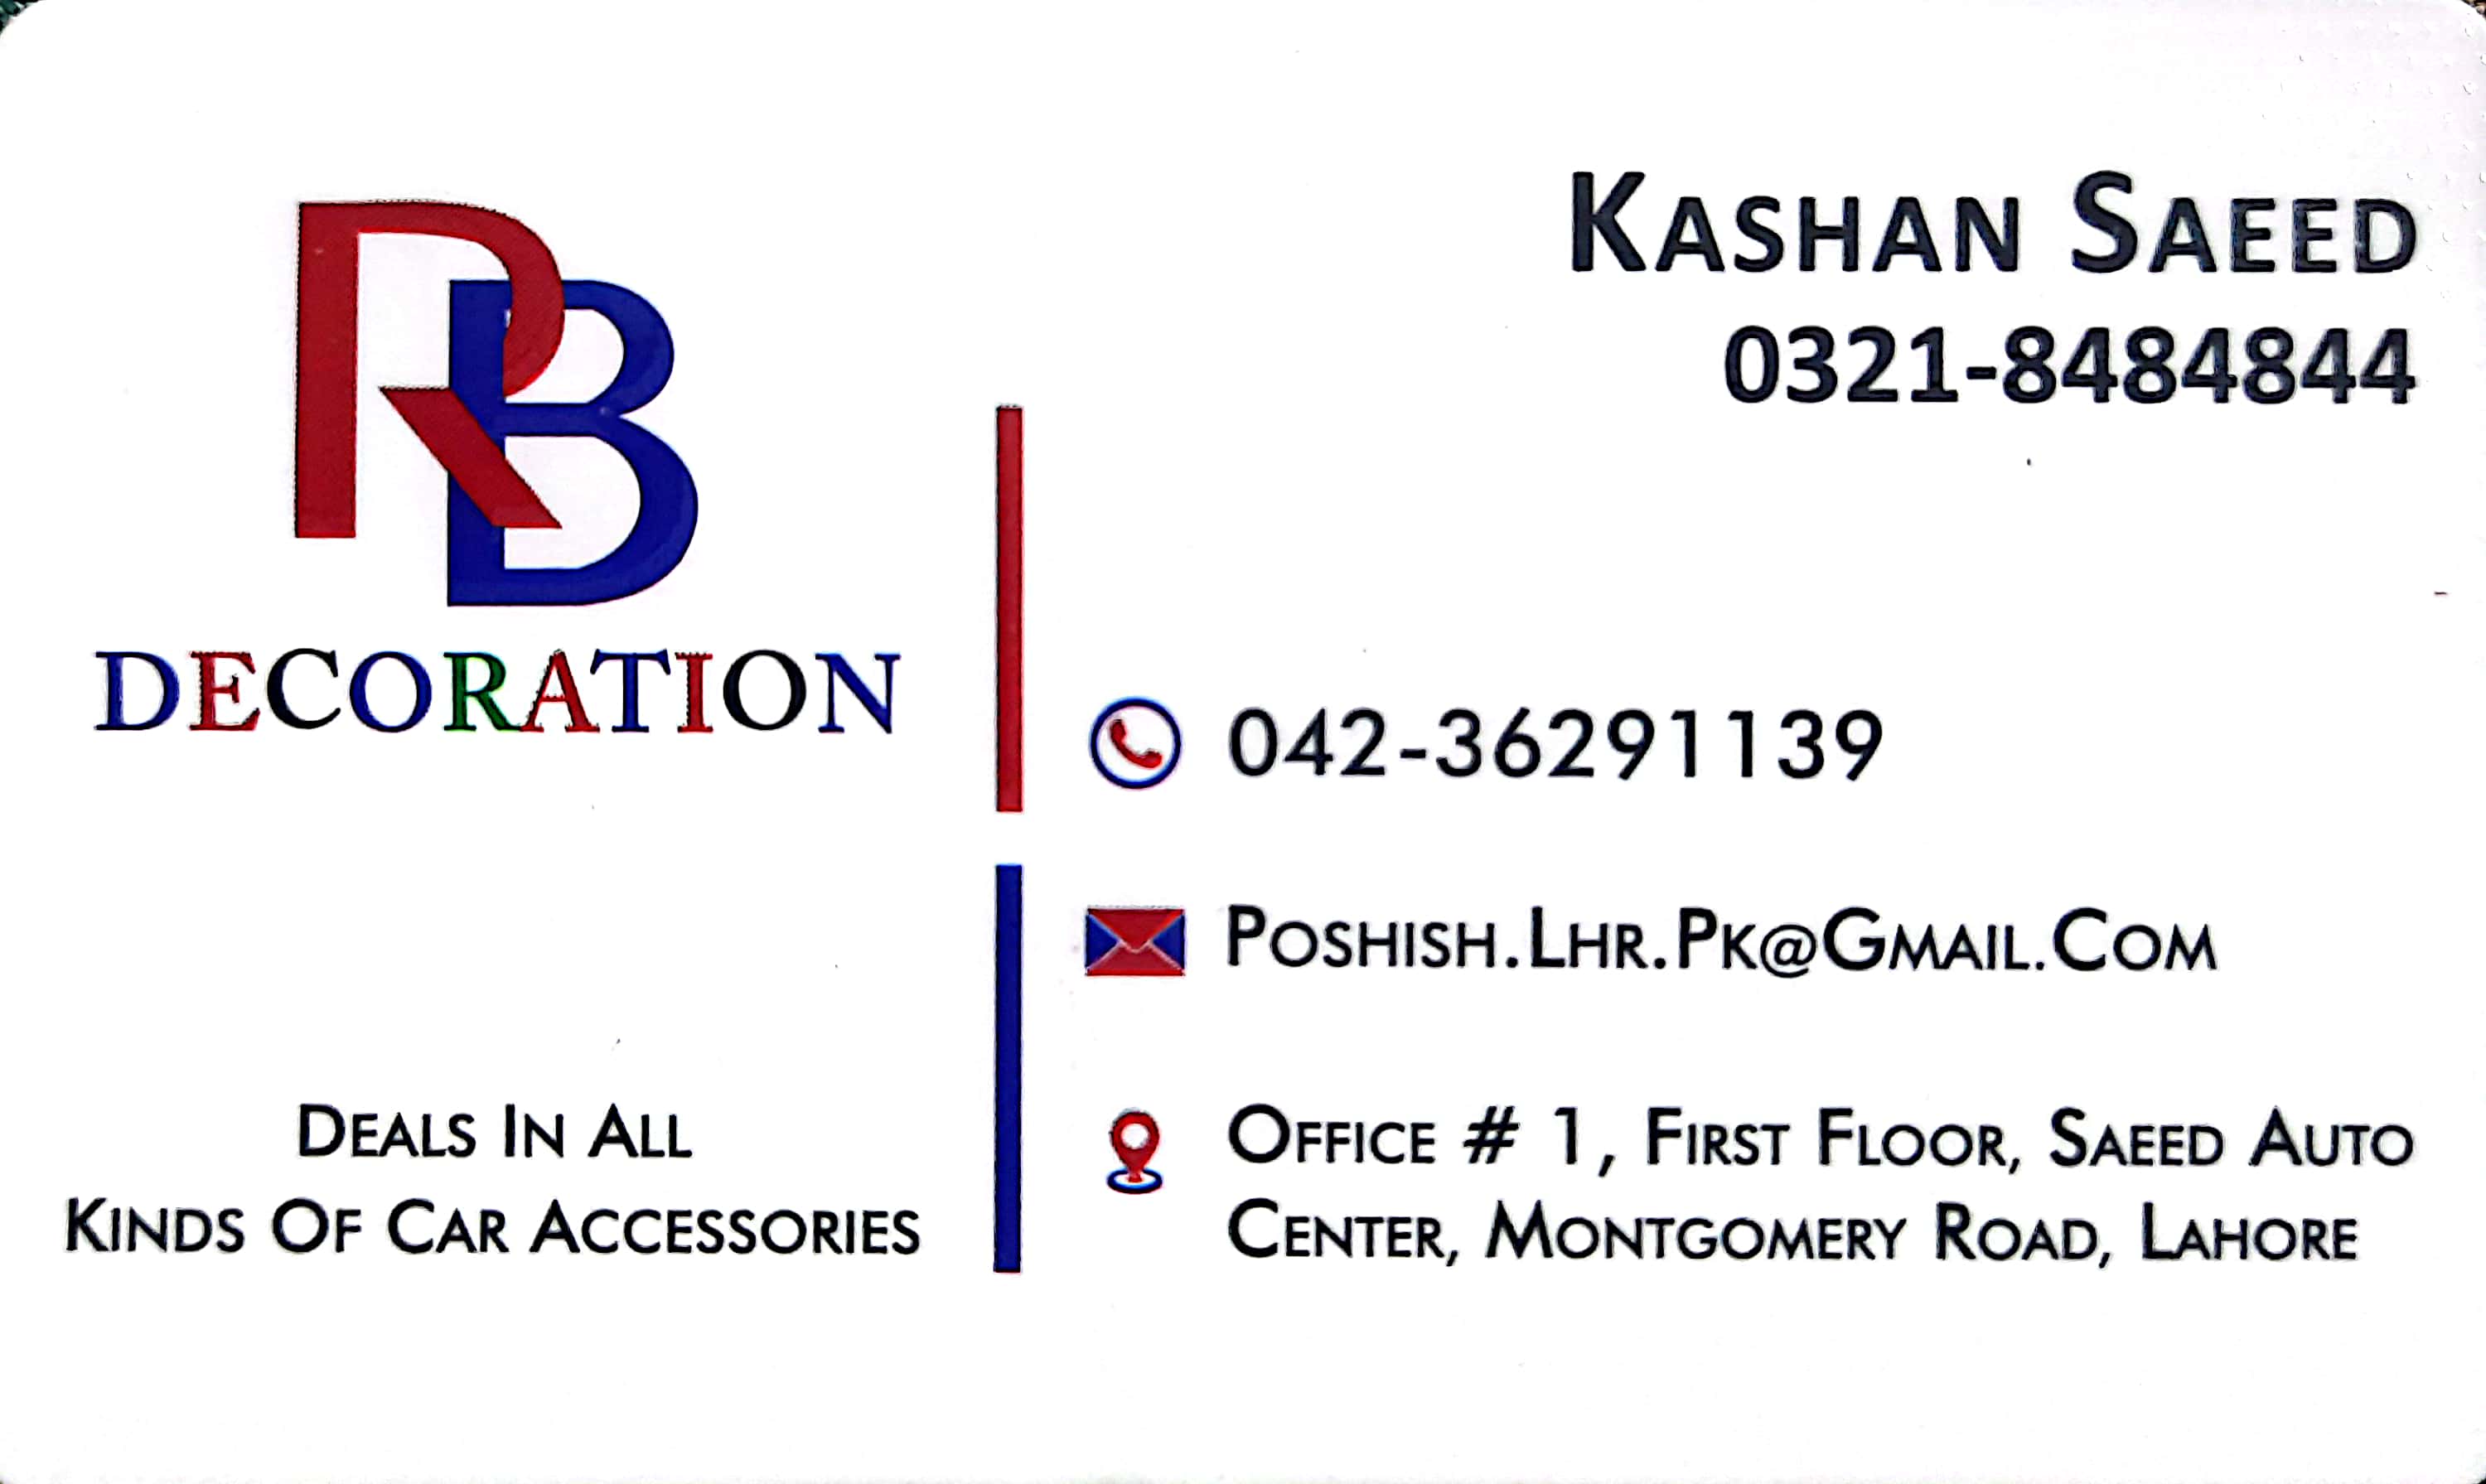 RB
DECORATION
DEALS IN ALL
KINDS OF CAR ACCESSORIES
KASHAN SAEED
0321-8484844
042-36291139
POSHISH.LHR.PK@GMAIL.COM
OFFICE # 1, FIRST FLOOR, SAEED AUTO
CENTER, MONTGOMERY ROAD, LAHORE